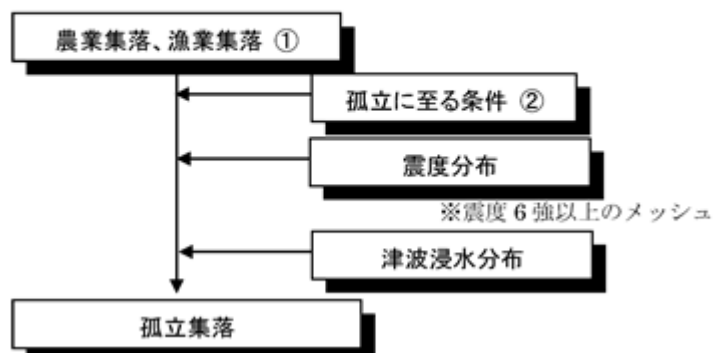 農業集落、漁業集落 ①
孤立に至る条件 ②
震度分布
※震度 6 強以上のメッシュ
津波浸水分布
孤立集落